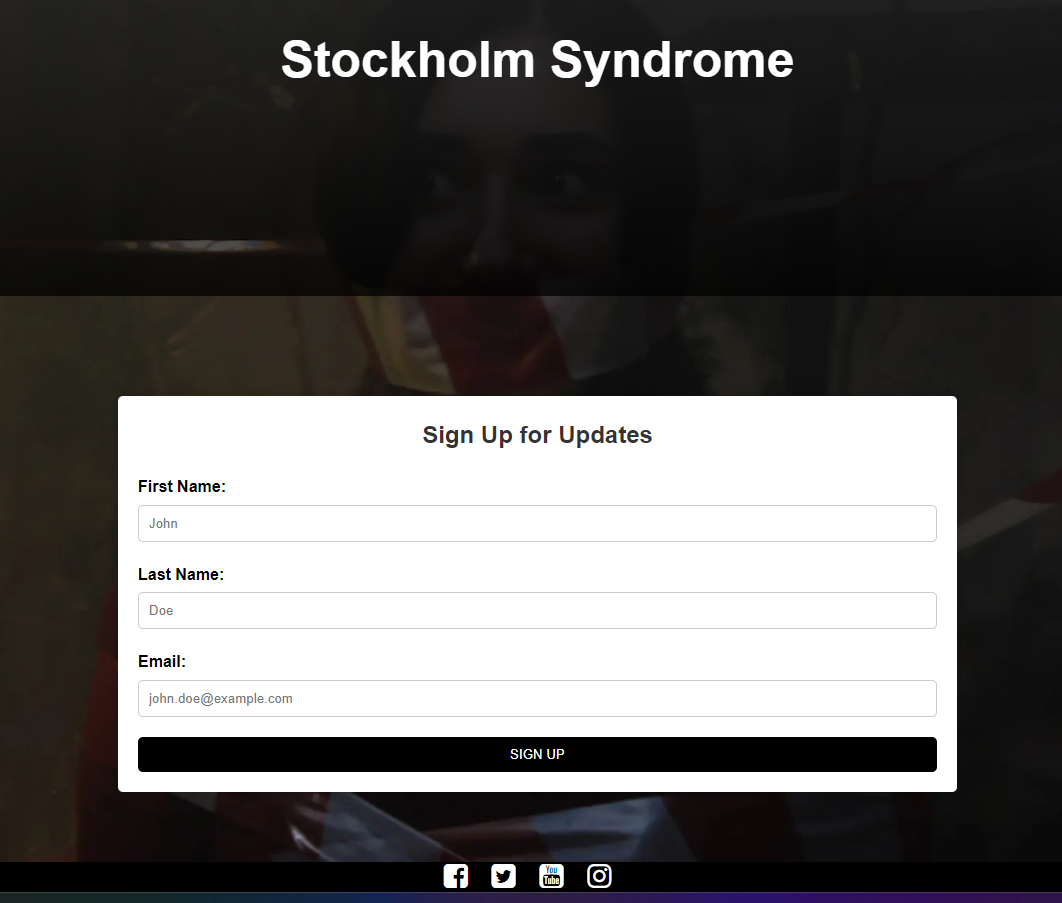 Stockholm Syndrome
Sign Up for Updates
First Name:
John
Last Name:
Doe
Email:
john.doe@example.com
SIGN UP
You
Tube